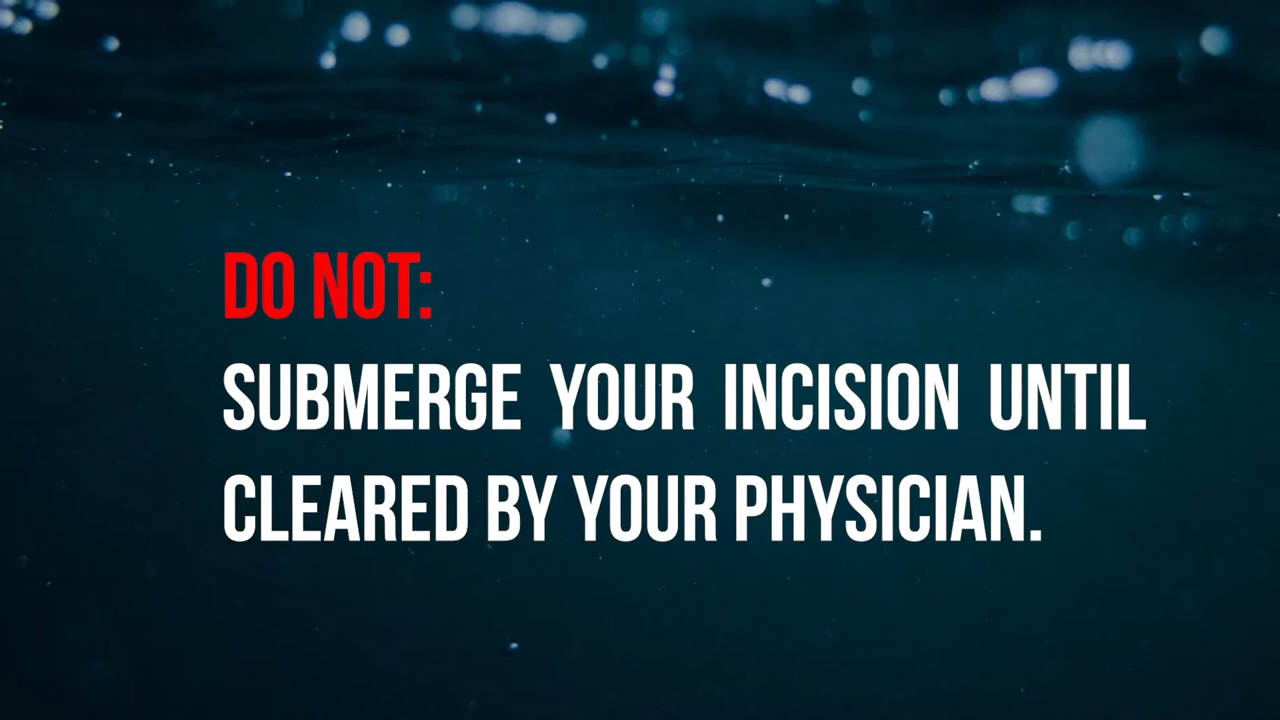 DO NOT:
SUBMERGE YOUR INCISION UNTIL
CLEARED BY YOUR PHYSICIAN.